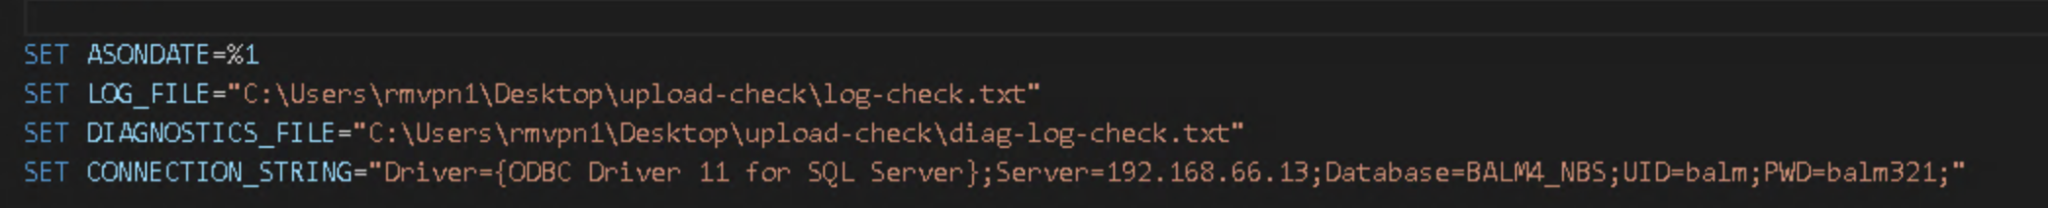 SET ASONDATE=%1
SET LOG_FILE="C:\Users\rmvpn1\Desktop\upload-check\log-check.txt"
SET DIAGNOSTICS_FILE="C:\Users\rmvpn1\Desktop\upload-check\diag-log-check.txt"
SET CONNECTION_STRING="Driver={ODBC Driver 11 for SQL Server};Server=192.168.66.13;Database=BALM4_NBS;UID=balm;PWD=balm321;"